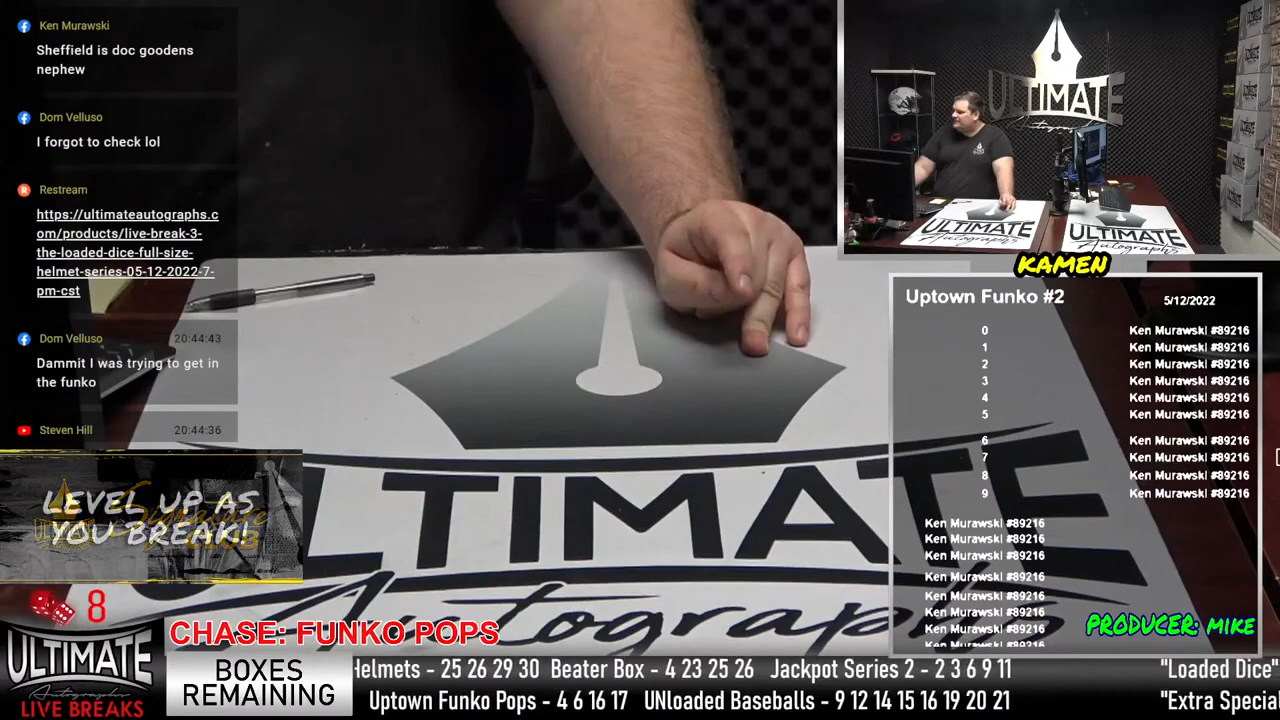 Ken Murawski
Sheffield is doc goodens
nephew
Dom Velluso
I forgot to check lol
Restream
https://ultimateautographs.c
om/products/live-break-3-
the-loaded-dice-full-size-
helmet-series-05-12-2022-7-
pm-cst
Dom Velluso 20:44:43
Dammit I was trying to get in
the funko
Steven Hill 20:44:36
LEVEL UP AS
YOU BREAK!
8
ULTIMATE
Autographs
LIVE BREAKS
CHASE: FUNKO POPS
BOXES
REMAINING
Helmets - 25 26 29 30 Beater Box - 4 23 25 26 Jackpot Series 2 - 2 3 6 9 11 "Loaded Dice"
Uptown Funko Pops - 4 6 16 17 UNloaded Baseballs - 9 12 14 15 16 19 20 21 "Extra Specia
ULTIMATE
Autographs
ULTIMATE
Autographs
ULTIMATE
Autographs
ULTIMATE
Autographs
KAMEN
Uptown Funko #2 5/12/2022
0 Ken Murawski #89216
1 Ken Murawski #89216
2 Ken Murawski #89216
3 Ken Murawski #89216
4 Ken Murawski #89216
5 Ken Murawski #89216
6 Ken Murawski #89216
7 Ken Murawski #89216
8 Ken Murawski #89216
9 Ken Murawski #89216
Ken Murawski #89216
Ken Murawski #89216
Ken Murawski #89216
Ken Murawski #89216
Ken Murawski #89216
Ken Murawski #89216
Ken Murawski #89216
Ken Murawski #89216
PRODUCER: MIKE